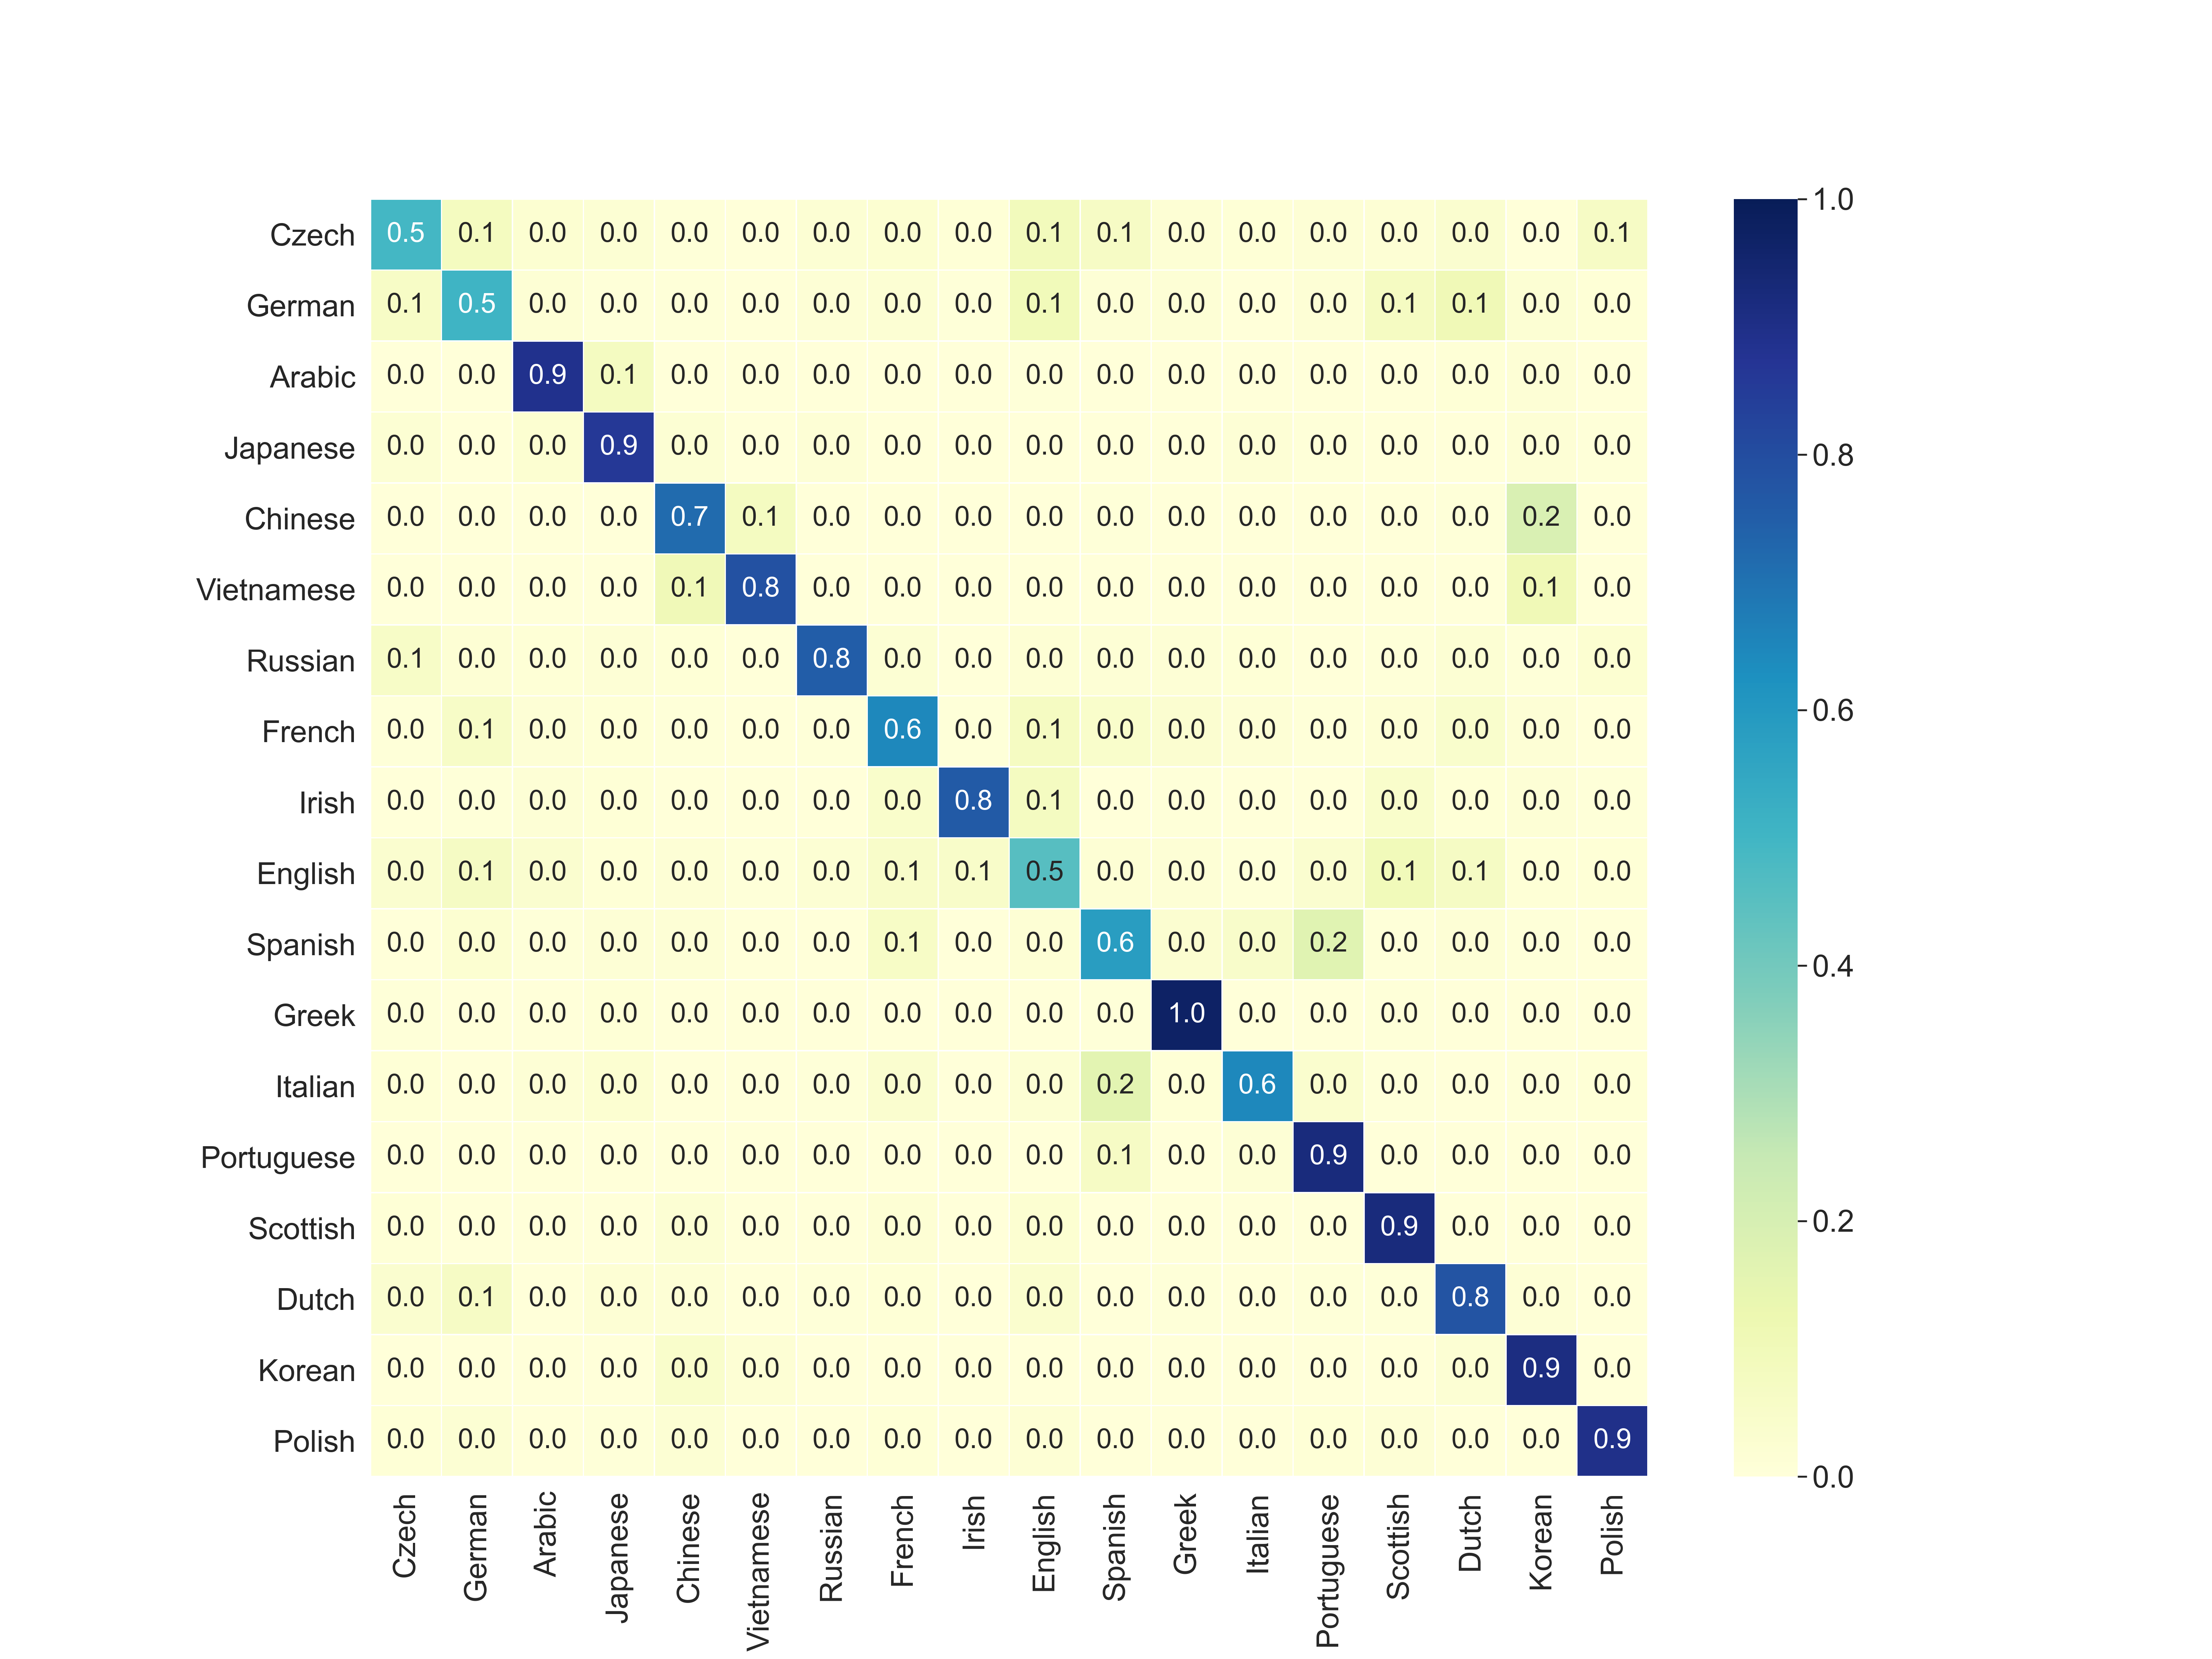 Czech 0.5 0.1 0.0 0.0 0.0 0.0 0.0 0.0 0.0 0.1 0.1 0.0 0.0 0.0 0.0 0.0 0.0 0.1
German 0.1 0.5 0.0 0.0 0.0 0.0 0.0 0.0 0.0 0.1 0.0 0.0 0.0 0.0 0.1 0.1 0.0 0.0
Arabic 0.0 0.0 0.9 0.1 0.0 0.0 0.0 0.0 0.0 0.0 0.0 0.0 0.0 0.0 0.0 0.0 0.0 0.0
Japanese 0.0 0.0 0.0 0.9 0.0 0.0 0.0 0.0 0.0 0.0 0.0 0.0 0.0 0.0 0.0 0.0 0.0 0.0
Chinese 0.0 0.0 0.0 0.0 0.7 0.1 0.0 0.0 0.0 0.0 0.0 0.0 0.0 0.0 0.0 0.0 0.2 0.0
Vietnamese 0.0 0.0 0.0 0.0 0.1 0.8 0.0 0.0 0.0 0.0 0.0 0.0 0.0 0.0 0.0 0.0 0.1 0.0
Russian 0.1 0.0 0.0 0.0 0.0 0.0 0.8 0.0 0.0 0.0 0.0 0.0 0.0 0.0 0.0 0.0 0.0 0.0
French 0.0 0.1 0.0 0.0 0.0 0.0 0.0 0.6 0.0 0.1 0.0 0.0 0.0 0.0 0.0 0.0 0.0 0.0
Irish 0.0 0.0 0.0 0.0 0.0 0.0 0.0 0.0 0.8 0.1 0.0 0.0 0.0 0.0 0.0 0.0 0.0 0.0
English 0.0 0.1 0.0 0.0 0.0 0.0 0.0 0.1 0.1 0.5 0.0 0.0 0.0 0.0 0.1 0.1 0.0 0.0
Spanish 0.0 0.0 0.0 0.0 0.0 0.0 0.0 0.1 0.0 0.0 0.6 0.0 0.0 0.2 0.0 0.0 0.0 0.0
Greek 0.0 0.0 0.0 0.0 0.0 0.0 0.0 0.0 0.0 0.0 0.0 1.0 0.0 0.0 0.0 0.0 0.0 0.0
Italian 0.0 0.0 0.0 0.0 0.0 0.0 0.0 0.0 0.0 0.0 0.2 0.0 0.6 0.0 0.0 0.0 0.0 0.0
Portuguese 0.0 0.0 0.0 0.0 0.0 0.0 0.0 0.0 0.0 0.0 0.1 0.0 0.0 0.9 0.0 0.0 0.0 0.0
Scottish 0.0 0.0 0.0 0.0 0.0 0.0 0.0 0.0 0.0 0.0 0.0 0.0 0.0 0.0 0.9 0.0 0.0 0.0
Dutch 0.0 0.1 0.0 0.0 0.0 0.0 0.0 0.0 0.0 0.0 0.0 0.0 0.0 0.0 0.0 0.8 0.0 0.0
Korean 0.0 0.0 0.0 0.0 0.0 0.0 0.0 0.0 0.0 0.0 0.0 0.0 0.0 0.0 0.0 0.0 0.9 0.0
Polish 0.0 0.0 0.0 0.0 0.0 0.0 0.0 0.0 0.0 0.0 0.0 0.0 0.0 0.0 0.0 0.0 0.0 0.9
Czech German Arabic Japanese Chinese Vietnamese Russian French Irish English Spanish Greek Italian Portuguese Scottish Dutch Korean Polish
1.0
0.8
0.6
0.4
0.2
0.0